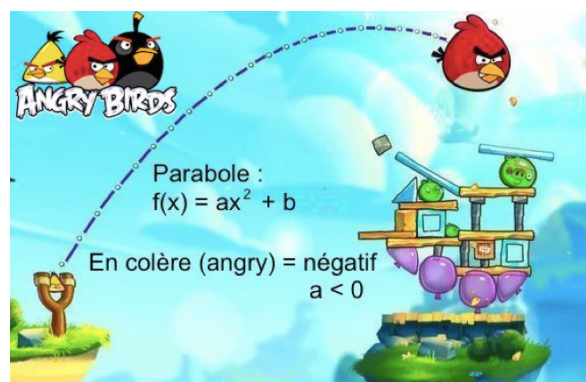 ANGRY BIRDS
Parabole :
f(x) = ax² + b
En colère (angry) = négatif
a < 0